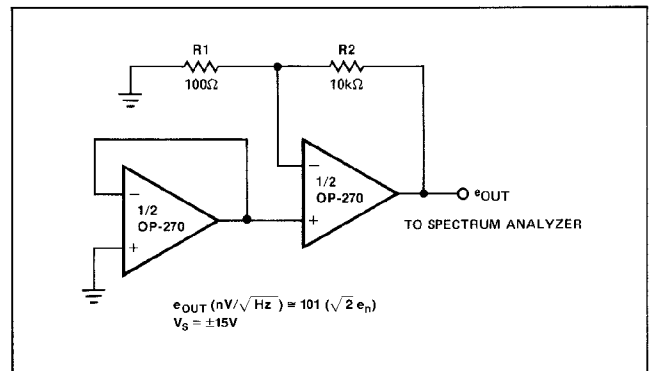 R1
100Ω
R2
10kΩ
−
1/2
OP-270
+
−
1/2
OP-270
+
eOUT
TO SPECTRUM ANALYZER
eOUT (nV/√Hz) ≅ 101 (√2 en)
VS = ±15V